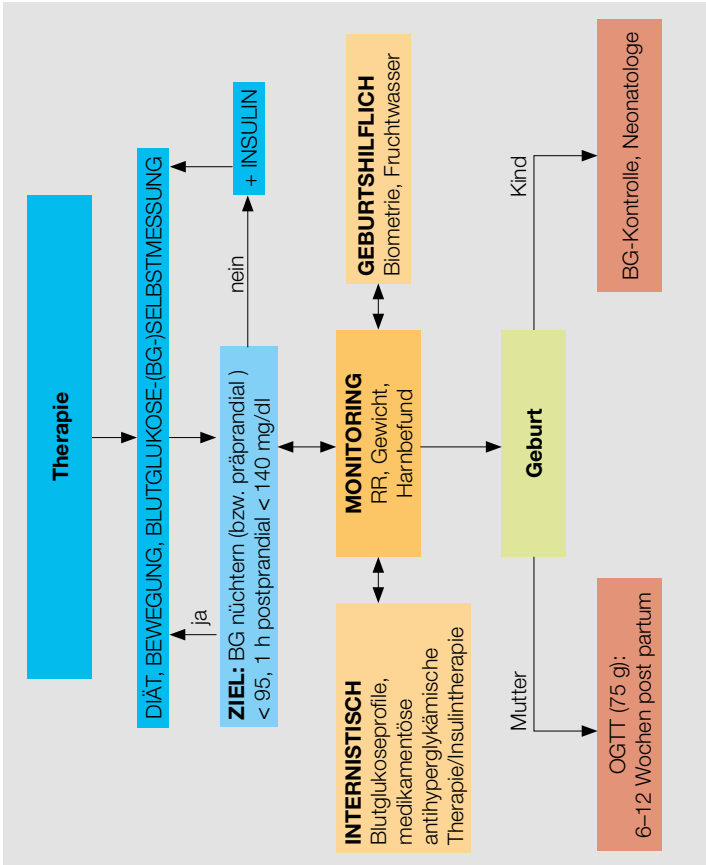 Therapie
DIÄT, BEWEGUNG, BLUTGLUKOSE-(BG-)SELBSTMESSUNG
ja
nein
+ INSULIN
ZIEL: BG nüchtern (bzw. präprandial )
< 95, 1 h postprandial < 140 mg/dl
INTERNISTISCH
Blutglukoseprofile,
medikamentöse
antihyperglykämische
Therapie/Insulintherapie
MONITORING
RR, Gewicht,
Harnbefund
GEBURTSHILFLICH
Biometrie, Fruchtwasser
Geburt
Mutter
Kind
OGTT (75 g):
6–12 Wochen post partum
BG-Kontrolle, Neonatologe